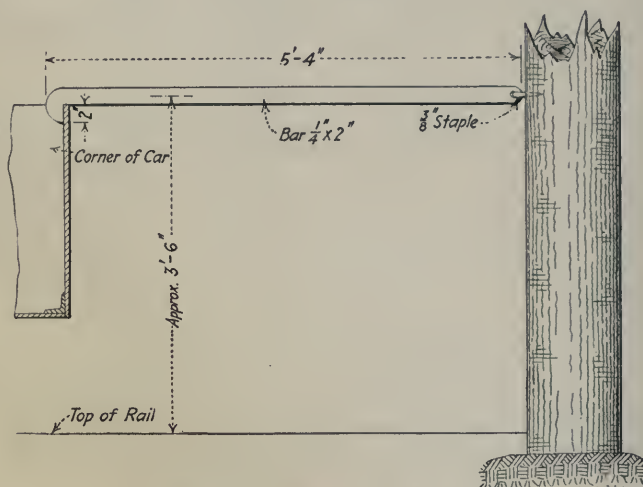 5'-4"
2"
3/8" Staple
Bar 1/4" x 2"
Corner of Car
Approx. 3'-6"
Top of Rail